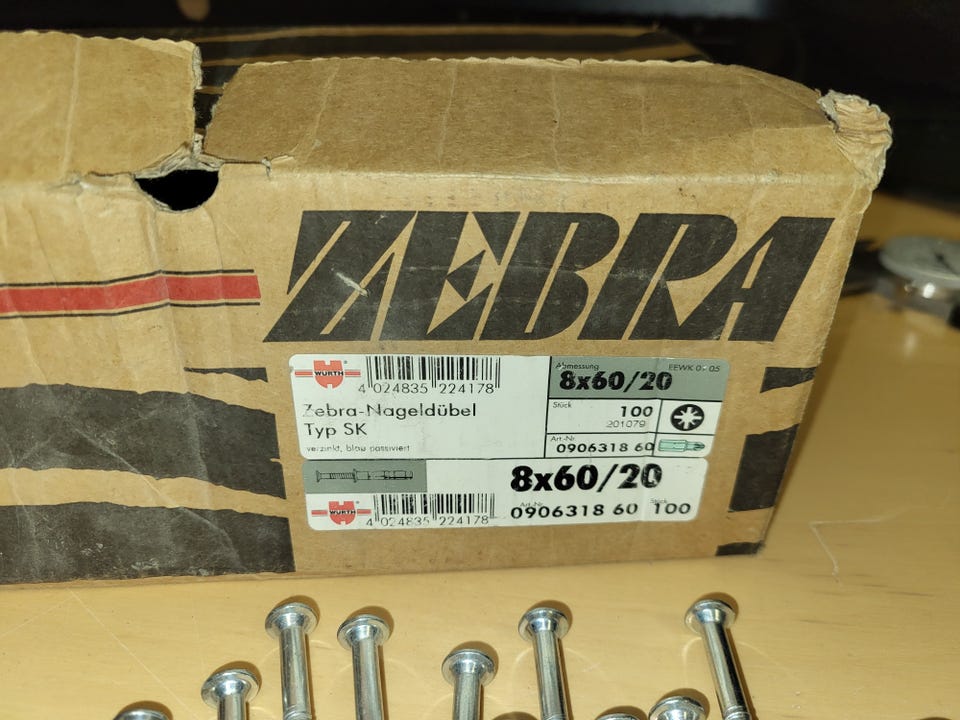 ZEBRA
WÜRTH
4 024835 224178
Zebra-Nageldübel
Typ SK
verzinkt, blau passiviert
Abmessung
8x60/20
Stück
100
201079
Art.-Nr.
0906318 60
8x60/20
WÜRTH
4 024835 224178
Art.-Nr.
0906318 60
Stück
100